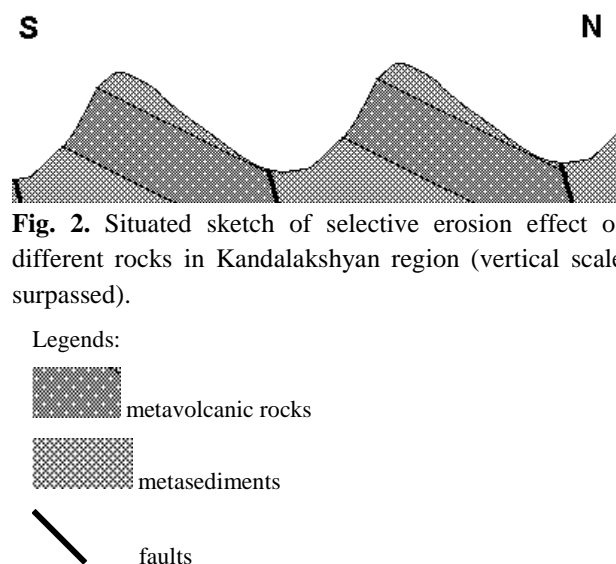 S N
Fig. 2. Situated sketch of selective erosion effect o
different rocks in Kandalakshyan region (vertical scale
surpassed).
Legends:
metavolcanic rocks
metasediments
faults